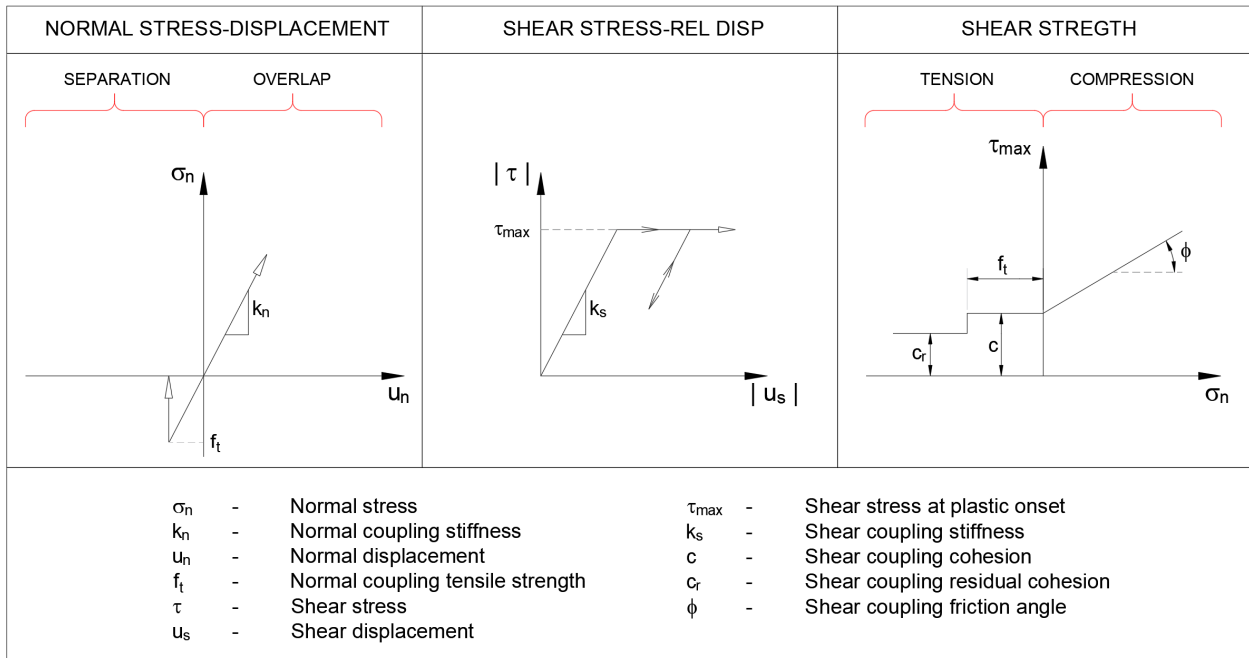 NORMAL STRESS-DISPLACEMENT
SHEAR STRESS-REL DISP
SHEAR STREGTH
SEPARATION OVERLAP
TENSION COMPRESSION
σn
kn
un
ft
| τ |
τmax
ks
| us |
τmax
ft
ϕ
cr
c
σn
σn - Normal stress
kn - Normal coupling stiffness
un - Normal displacement
ft - Normal coupling tensile strength
τ - Shear stress
us - Shear displacement
τmax - Shear stress at plastic onset
ks - Shear coupling stiffness
c - Shear coupling cohesion
cr - Shear coupling residual cohesion
ϕ - Shear coupling friction angle